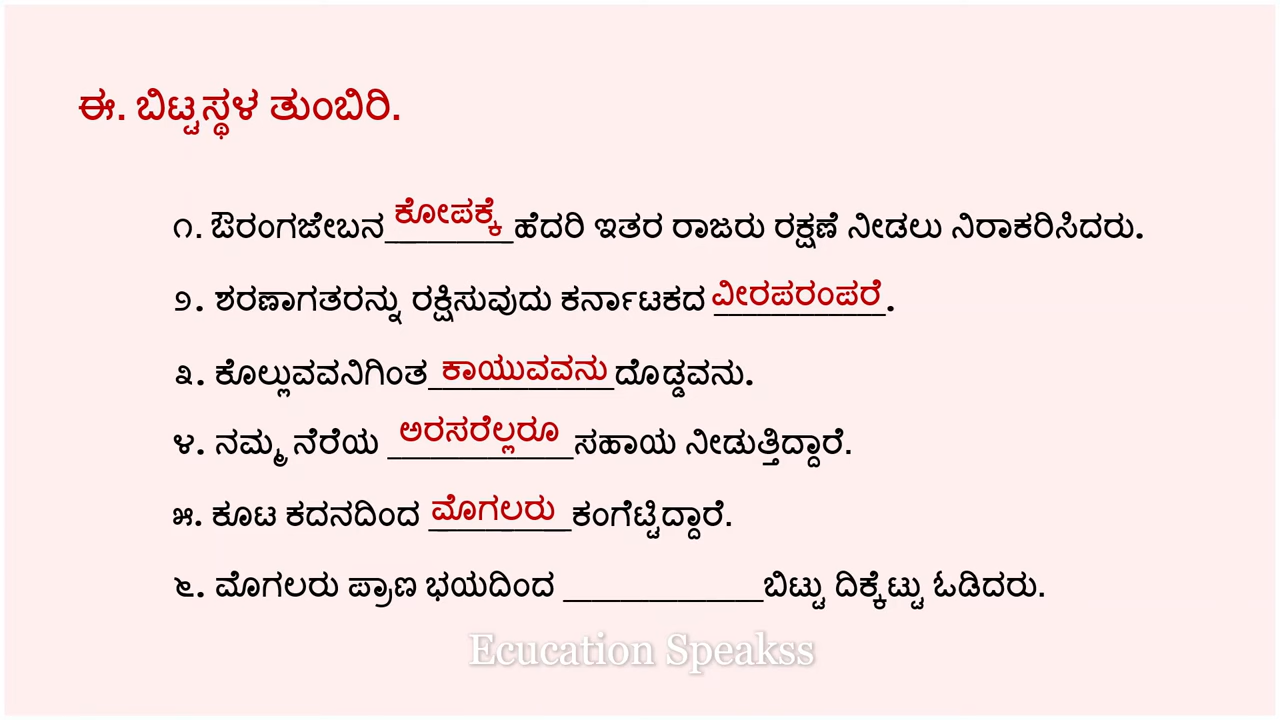 ಈ. ಬಿಟ್ಟಸ್ಥಳ ತುಂಬಿರಿ.
೧. ಔರಂಗಜೇಬನ ಕೋಪಕ್ಕೆ ಹೆದರಿ ಇತರ ರಾಜರು ರಕ್ಷಣೆ ನೀಡಲು ನಿರಾಕರಿಸಿದರು.
೨. ಶರಣಾಗತರನ್ನು ರಕ್ಷಿಸುವುದು ಕರ್ನಾಟಕದ ವೀರಪರಂಪರೆ.
೩. ಕೊಲ್ಲುವವನಿಗಿಂತ ಕಾಯುವವನು ದೊಡ್ಡವನು.
೪. ನಮ್ಮ ನೆರೆಯ ಅರಸರೆಲ್ಲರೂ ಸಹಾಯ ನೀಡುತ್ತಿದ್ದಾರೆ.
೫. ಕೂಟ ಕದನದಿಂದ ಮೊಗಲರು ಕಂಗೆಟ್ಟಿದ್ದಾರೆ.
೬. ಮೊಗಲರು ಪ್ರಾಣ ಭಯದಿಂದ ____________ಬಿಟ್ಟು ದಿಕ್ಕೆಟ್ಟು ಓಡಿದರು.
Ecucation Speakss